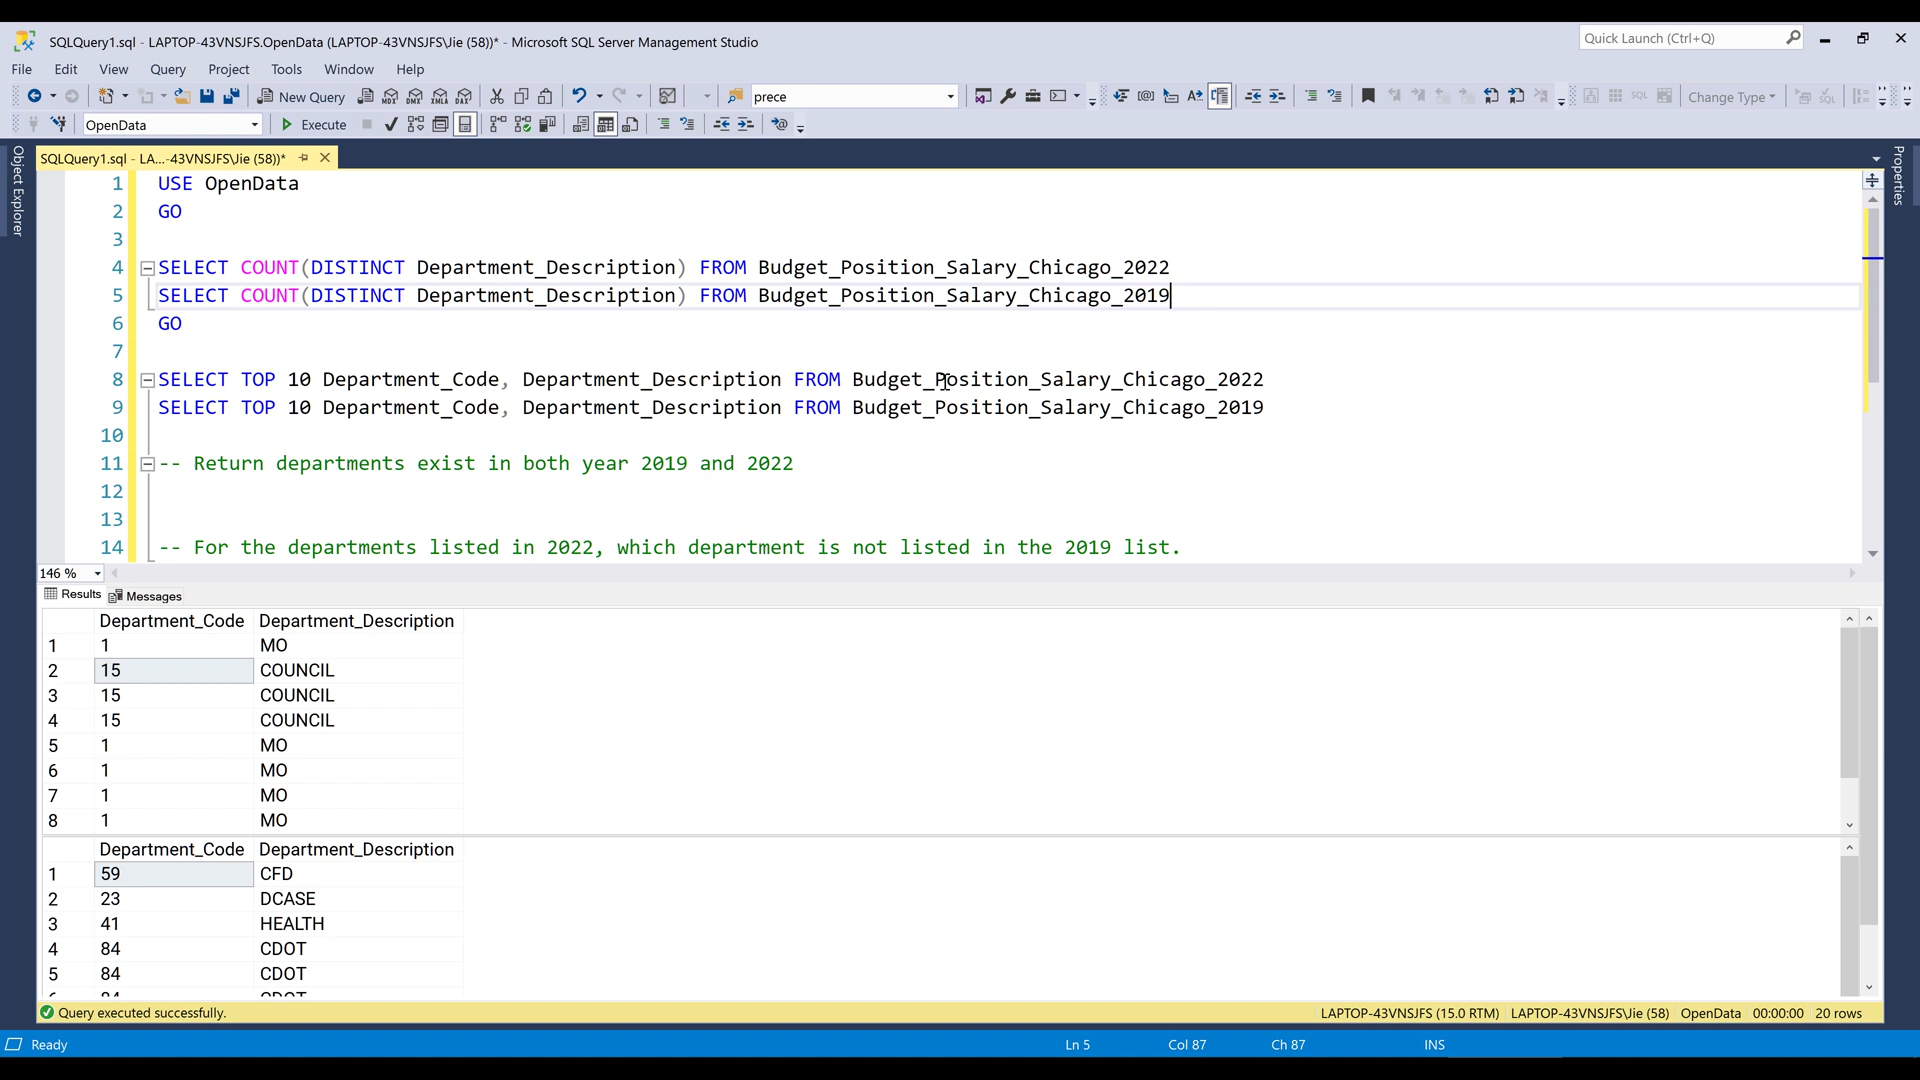 SQLQuery1.sql - LAPTOP-43VNSJFS.OpenData (LAPTOP-43VNSJFS\Jie (58))* - Microsoft SQL Server Management Studio
Quick Launch (Ctrl+Q)
File Edit View Query Project Tools Window Help
New Query MDX DMX XMLA DAX prece SQL Change Type
OpenData Execute
SQLQuery1.sql - LA...-43VNSJFS\Jie (58))*
Object Explorer
Properties
1 USE OpenData
2 GO
3
4 SELECT COUNT(DISTINCT Department_Description) FROM Budget_Position_Salary_Chicago_2022
5 SELECT COUNT(DISTINCT Department_Description) FROM Budget_Position_Salary_Chicago_2019
6 GO
7
8 SELECT TOP 10 Department_Code, Department_Description FROM Budget_Position_Salary_Chicago_2022
9 SELECT TOP 10 Department_Code, Department_Description FROM Budget_Position_Salary_Chicago_2019
10
11 -- Return departments exist in both year 2019 and 2022
12
13
14 -- For the departments listed in 2022, which department is not listed in the 2019 list.
146 %
Results Messages
Department_Code Department_Description
1 1 MO
2 15 COUNCIL
3 15 COUNCIL
4 15 COUNCIL
5 1 MO
6 1 MO
7 1 MO
8 1 MO
Department_Code Department_Description
1 59 CFD
2 23 DCASE
3 41 HEALTH
4 84 CDOT
5 84 CDOT
Query executed successfully. LAPTOP-43VNSJFS (15.0 RTM) LAPTOP-43VNSJFS\Jie (58) OpenData 00:00:00 20 rows
Ready Ln 5 Col 87 Ch 87 INS